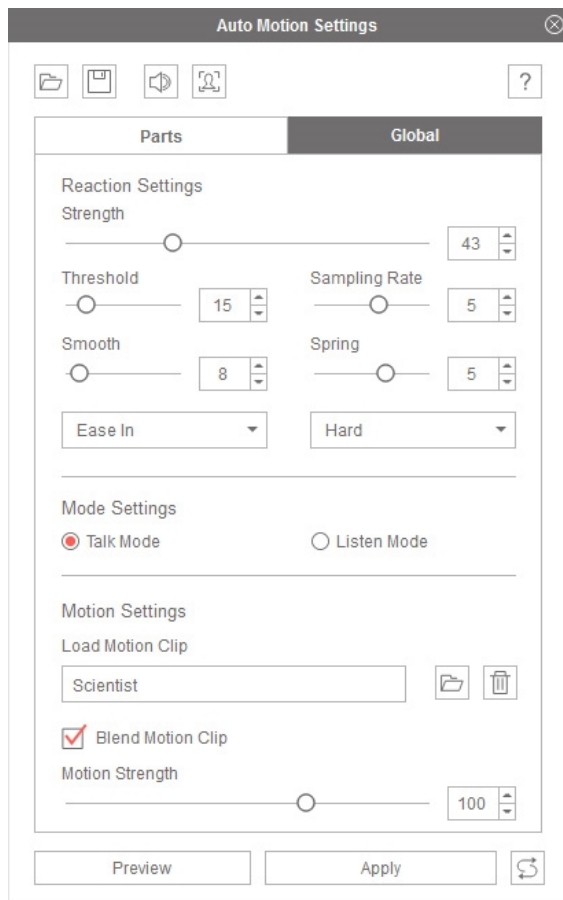 Auto Motion Settings
?
Parts Global
Reaction Settings
Strength
43
Threshold Sampling Rate
15 5
Smooth Spring
8 5
Ease In Hard
Mode Settings
Talk Mode Listen Mode
Motion Settings
Load Motion Clip
Scientist
Blend Motion Clip
Motion Strength
100
Preview Apply